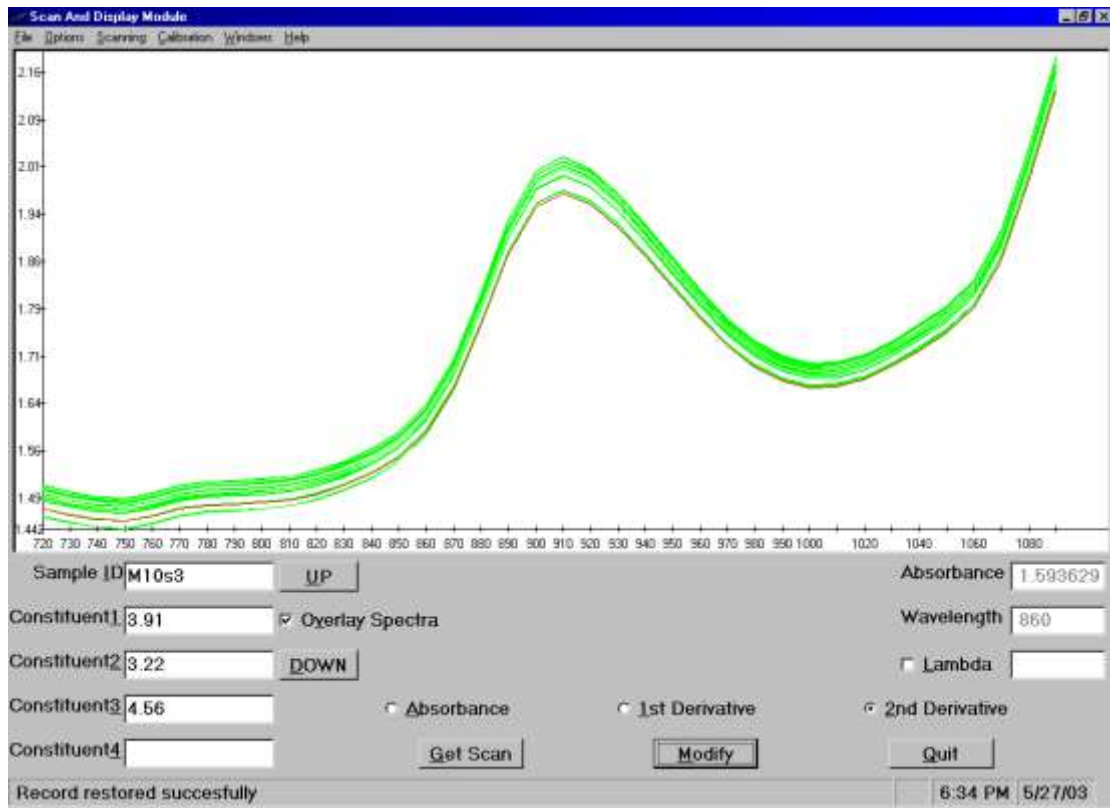 Scan And Display Module
File Options Scanning Calibration Windows Help
2.16
2.09
2.01
1.94
1.86
1.79
1.71
1.64
1.56
1.49
1.442
720 730 740 750 760 770 780 790 800 810 820 830 840 850 860 870 880 890 900 910 920 930 940 950 960 970 980 990 1000 1020 1040 1060 1080
Sample ID M10s3 UP Absorbance 1.593629
Constituent1 3.91 Overlay Spectra Wavelength 860
Constituent2 3.22 DOWN Lambda
Constituent3 4.56 Absorbance 1st Derivative 2nd Derivative
Constituent4 Get Scan Modify Quit
Record restored succesfully 6:34 PM 5/27/03